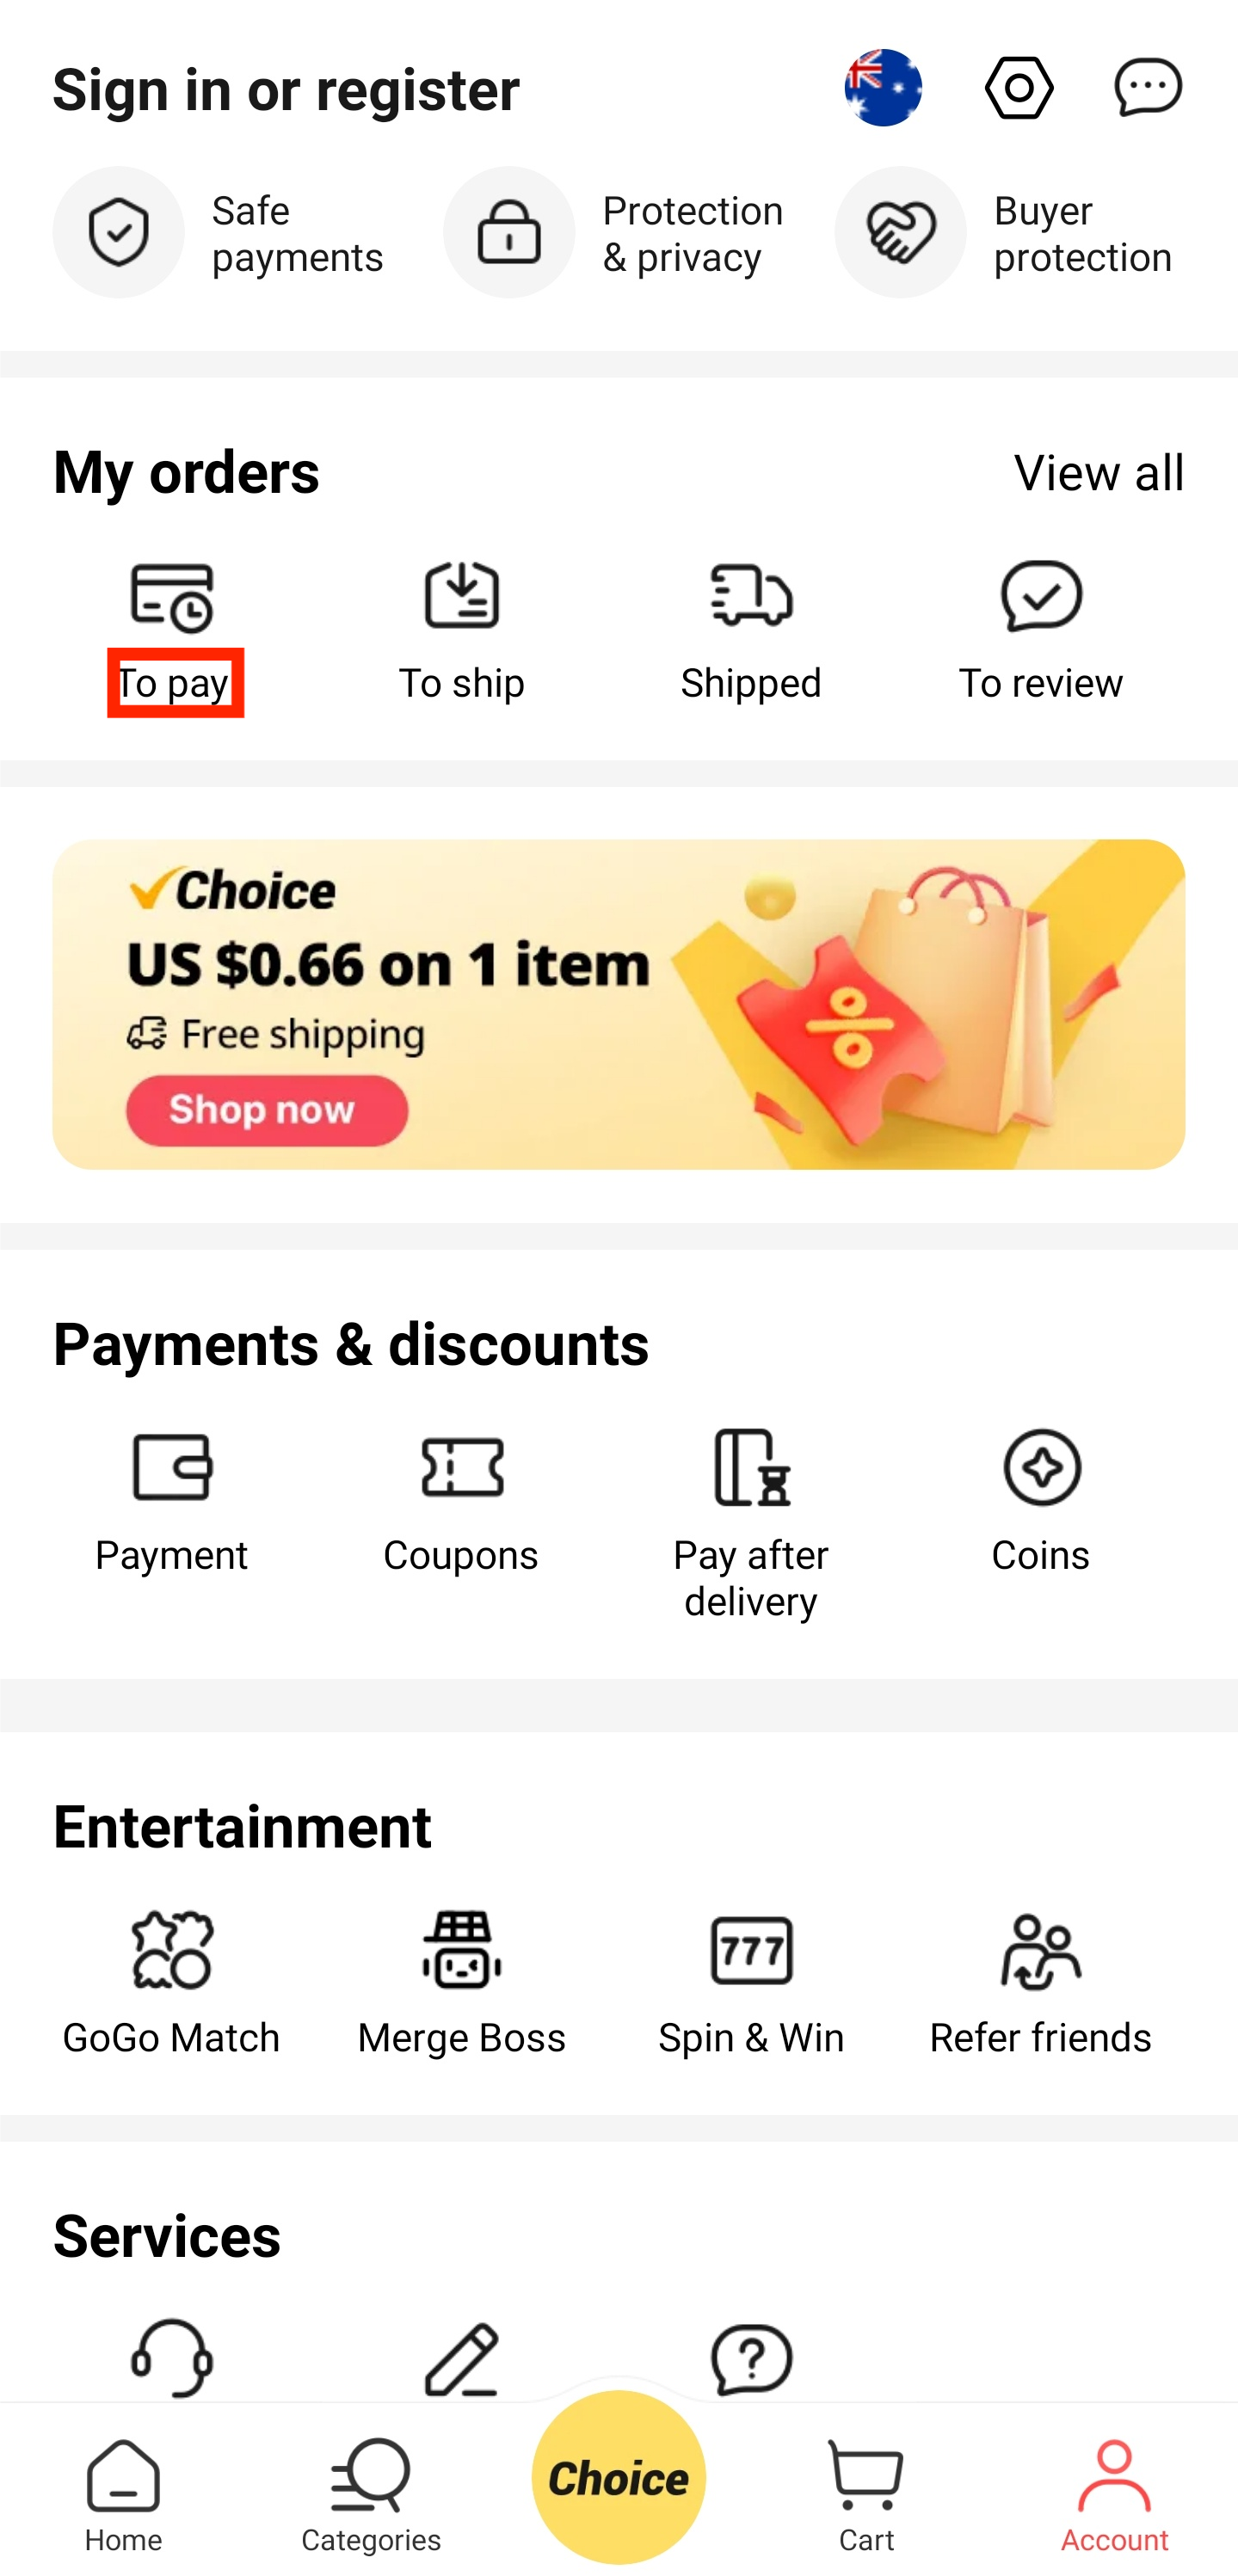 Sign in or register
Safe
payments
Protection
& privacy
Buyer
protection
My orders
View all
To pay
To ship
Shipped
To review
Choice
US $0.66 on 1 item
Free shipping
Shop now
Payments & discounts
Payment
Coupons
Pay after
delivery
Coins
Entertainment
777
GoGo Match
Merge Boss
Spin & Win
Refer friends
Services
Home
Categories
Choice
Cart
Account